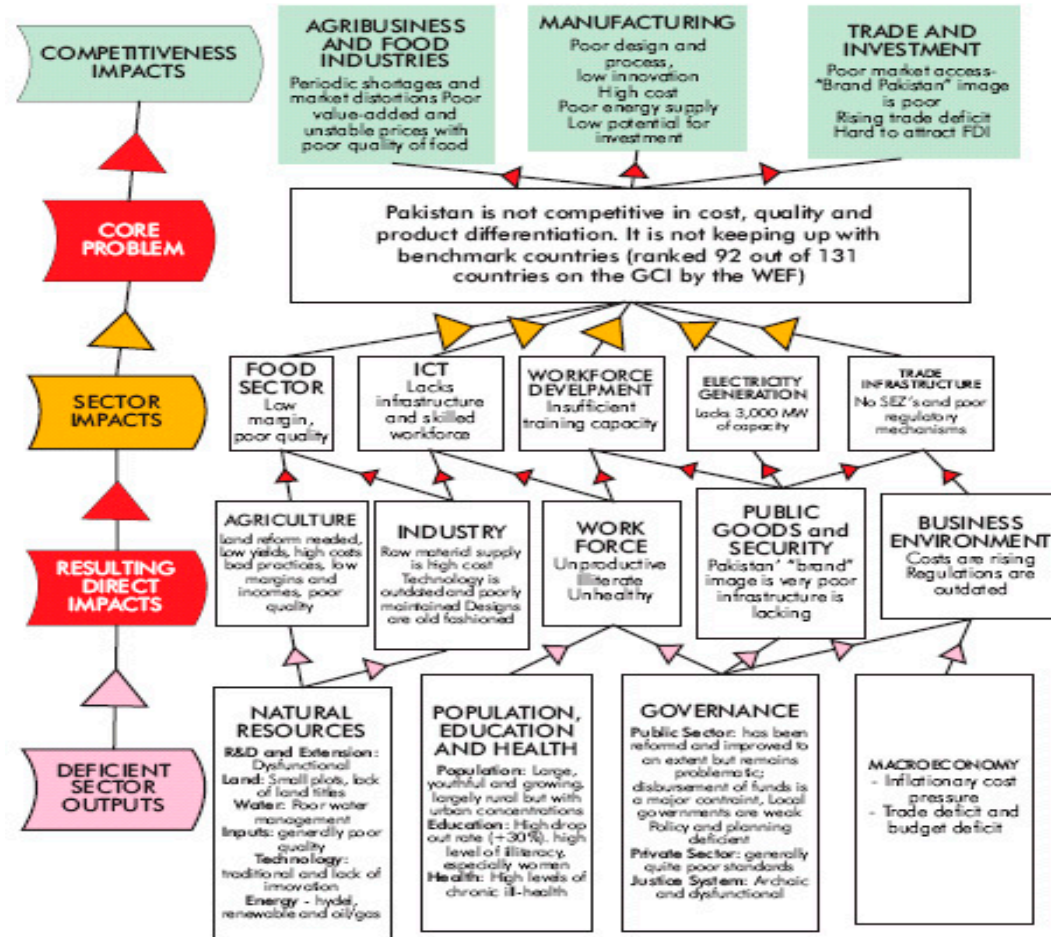 COMPETITIVENESS
IMPACTS
AGRIBUSINESS
AND FOOD
INDUSTRIES
Periodic shortages and
market distortions Poor
value-added and
unstable prices with
poor quality of food
MANUFACTURING
Poor design and
process,
low innovation
High cost
Poor energy supply
Low potential for
investment
TRADE AND
INVESTMENT
Poor market access-
"Brand Pakistan" image
is poor
Rising trade deficit
Hard to attract FDI
CORE
PROBLEM
Pakistan is not competitive in cost, quality and
product differentiation. It is not keeping up with
benchmark countries (ranked 92 out of 131
countries on the GCI by the WEF)
SECTOR
IMPACTS
FOOD
SECTOR
Low
margin,
poor quality
ICT
Lacks
infrastructure
and skilled
workforce
WORKFORCE
DEVELPMENT
Insufficient
training capacity
ELECTRICITY
GENERATION
Lacks 3,000 MW
of capacity
TRADE
INFRASTRUCTURE
No SEZ's and poor
regulatory
mechanisms
RESULTING
DIRECT
IMPACTS
AGRICULTURE
Land reform needed,
Low yields, high costs
bad practices, low
margins and
incomes, poor
quality
INDUSTRY
Raw material supply
is high cost
Technology is
outdated and poorly
maintained Designs
are old fashioned
WORK
FORCE
Unproductive
Illiterate
Unhealthy
PUBLIC
GOODS and
SECURITY
Pakistan' "brand"
image is very poor
infrastructure is
lacking
BUSINESS
ENVIRONMENT
Costs are rising
Regulations are
outdated
DEFICIENT
SECTOR
OUTPUTS
NATURAL
RESOURCES
R&D and Extension:
Dysfunctional
Land: Small plots, lack
of land titles
Water: Poor water
management
Inputs: generally poor
quality
Technology:
traditional and lack of
innovation
Energy - hydel,
renewable and oil/gas
POPULATION,
EDUCATION
AND HEALTH
Population: Large,
youthful and growing,
largely rural but with
urban concentrations
Education: High drop
out rate (+30%). high
level of illiteracy,
especially women
Health: High levels of
chronic ill-health
GOVERNANCE
Public Sector: has been
reformed and improved to
an extent but remains
problematic;
disbursement of funds is
a major contraint, Local
governments are weak
Policy and planning
deficient
Private Sector: generally
quite poor standards
Justice System: Archaic
and dysfunctional
MACROECONOMY
- Inflationary cost
pressure
- Trade deficit and
budget deficit